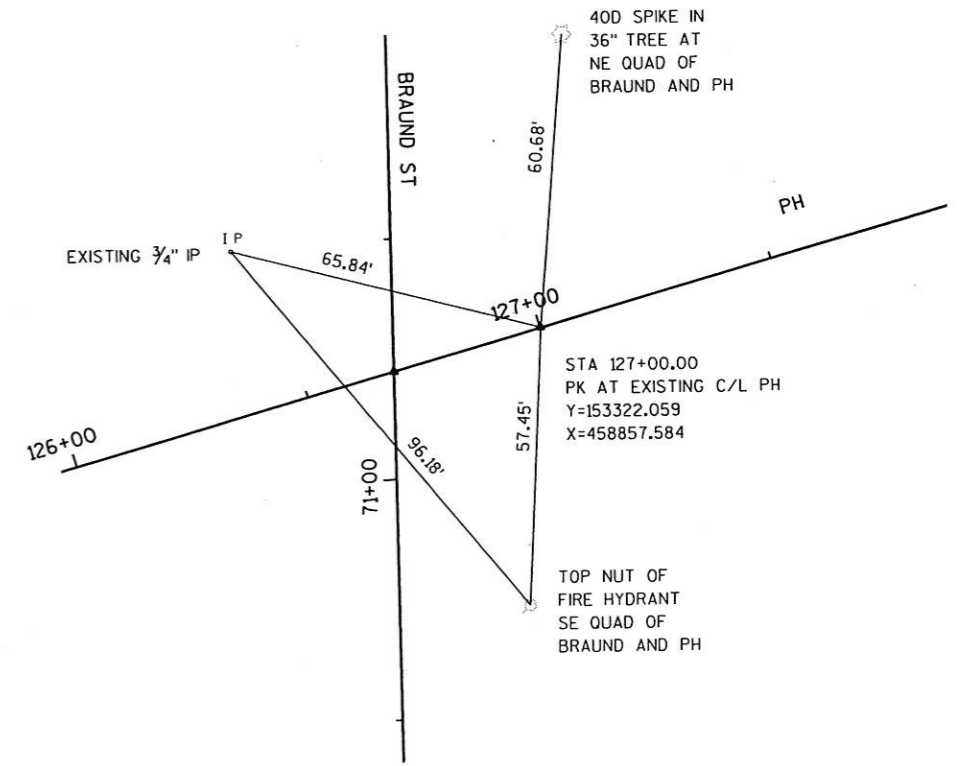 40D SPIKE IN
36" TREE AT
NE QUAD OF
BRAUND AND PH
BRAUND ST
60.68'
PH
I P
EXISTING ¾" IP
65.84'
127+00
STA 127+00.00
PK AT EXISTING C/L PH
Y=153322.059
X=458857.584
57.45'
126+00
96.18'
71+00
TOP NUT OF
FIRE HYDRANT
SE QUAD OF
BRAUND AND PH